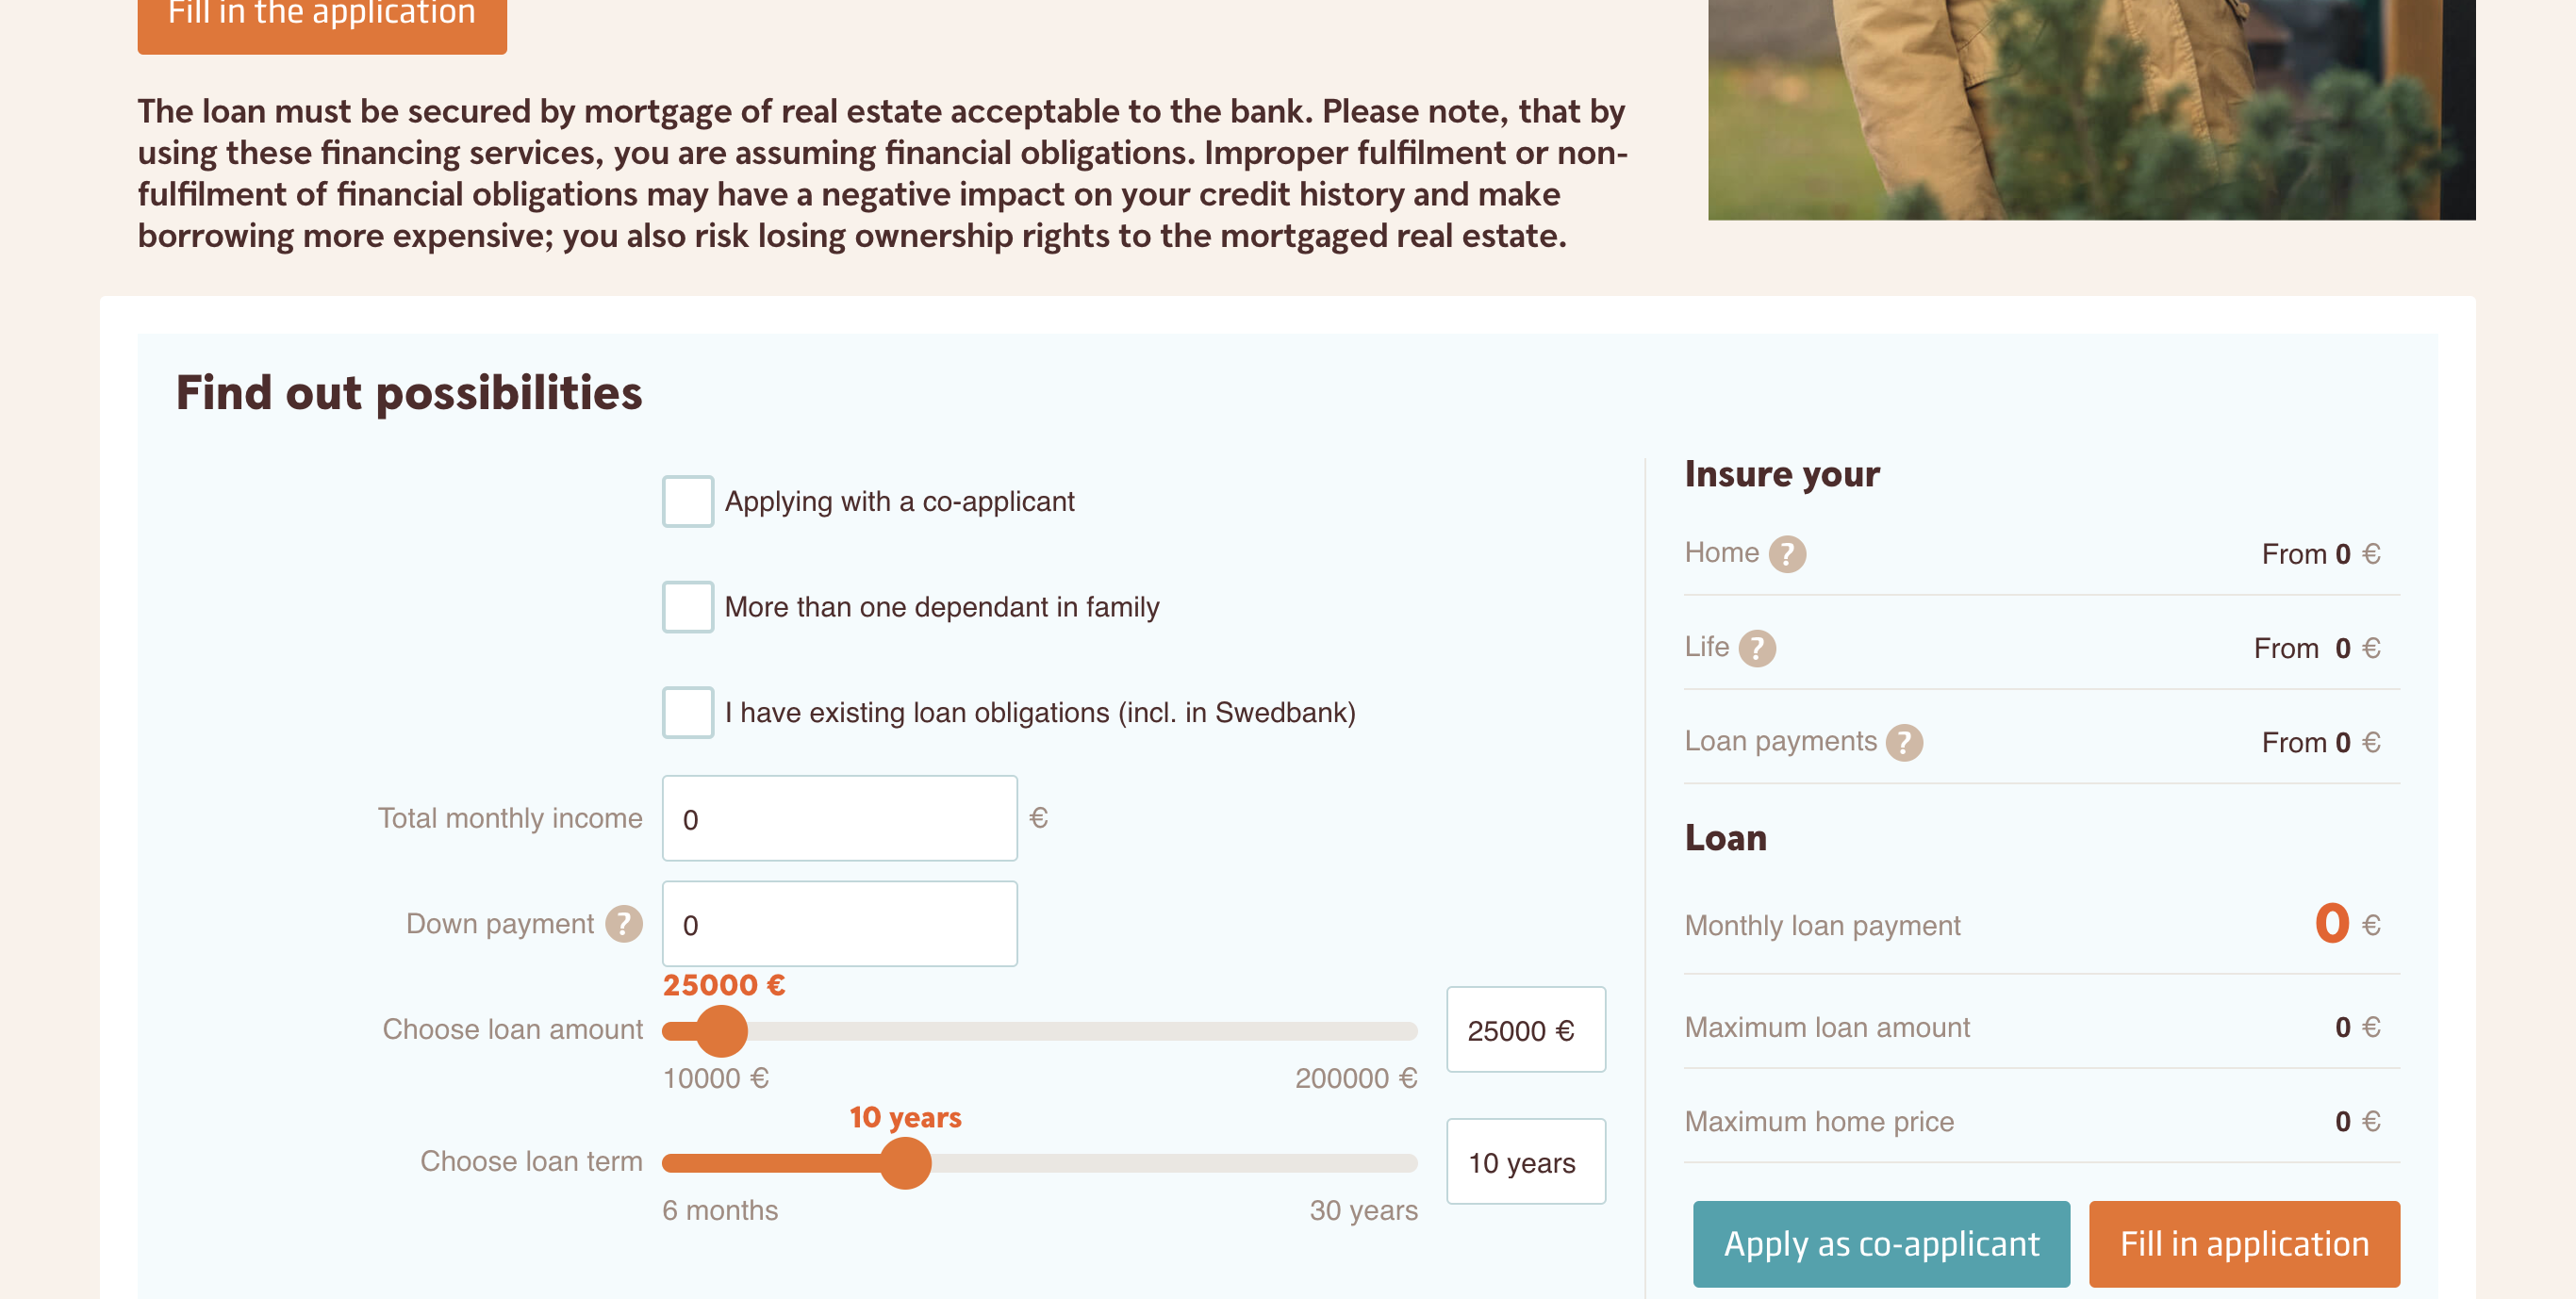 Fill in the application
The loan must be secured by mortgage of real estate acceptable to the bank. Please note, that by
using these financing services, you are assuming financial obligations. Improper fulfilment or non-
fulfilment of financial obligations may have a negative impact on your credit history and make
borrowing more expensive; you also risk losing ownership rights to the mortgaged real estate.
Find out possibilities
Applying with a co-applicant
More than one dependant in family
I have existing loan obligations (incl. in Swedbank)
Total monthly income 0 €
Down payment ? 0
25000 €
Choose loan amount 25000 €
10000 € 200000 €
10 years
Choose loan term 10 years
6 months 30 years
Insure your
Home ? From 0 €
Life ? From 0 €
Loan payments ? From 0 €
Loan
Monthly loan payment 0 €
Maximum loan amount 0 €
Maximum home price 0 €
Apply as co-applicant Fill in application